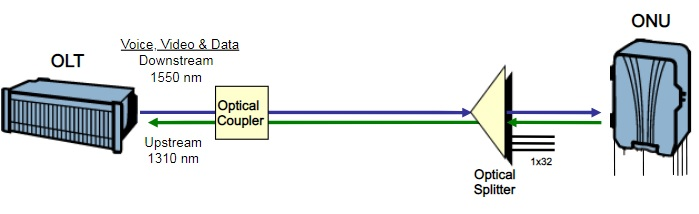 OLT
Voice, Video & Data
Downstream
1550 nm
Optical
Coupler
Upstream
1310 nm
Optical
Splitter
1x32
ONU